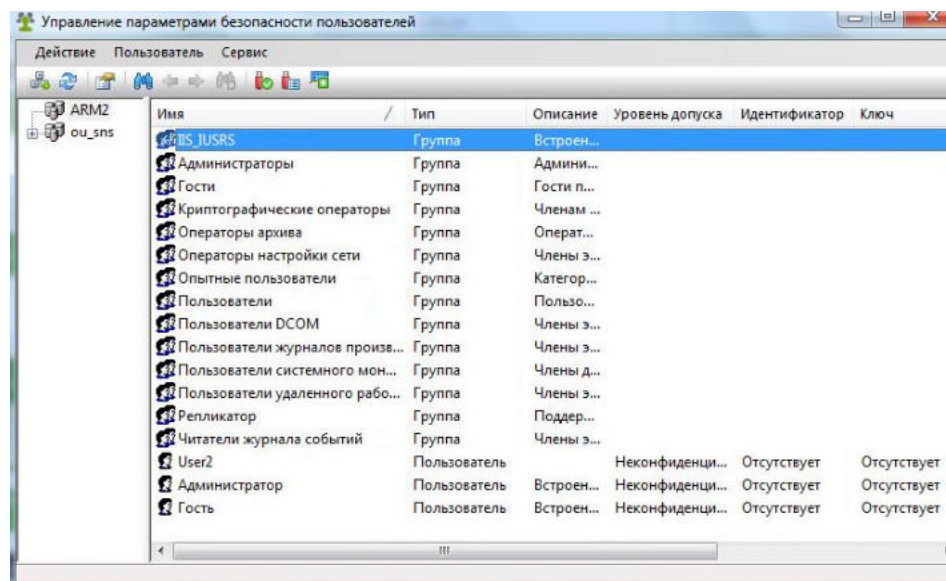 Управление параметрами безопасности пользователей
Действие Пользователь Сервис
ARM2
ou_sns
Имя Тип Описание Уровень допуска Идентификатор Ключ
IIS_IUSRS Группа Встроен...
Администраторы Группа Админи...
Гости Группа Гости п...
Криптографические операторы Группа Членам ...
Операторы архива Группа Операт...
Операторы настройки сети Группа Члены э...
Опытные пользователи Группа Категор...
Пользователи Группа Пользо...
Пользователи DCOM Группа Члены э...
Пользователи журналов произв... Группа Члены э...
Пользователи системного мон... Группа Члены д...
Пользователи удаленного рабо... Группа Члены э...
Репликатор Группа Поддер...
Читатели журнала событий Группа Члены э...
User2 Пользователь Неконфиденци... Отсутствует Отсутствует
Администратор Пользователь Встроен... Неконфиденци... Отсутствует Отсутствует
Гость Пользователь Встроен... Неконфиденци... Отсутствует Отсутствует